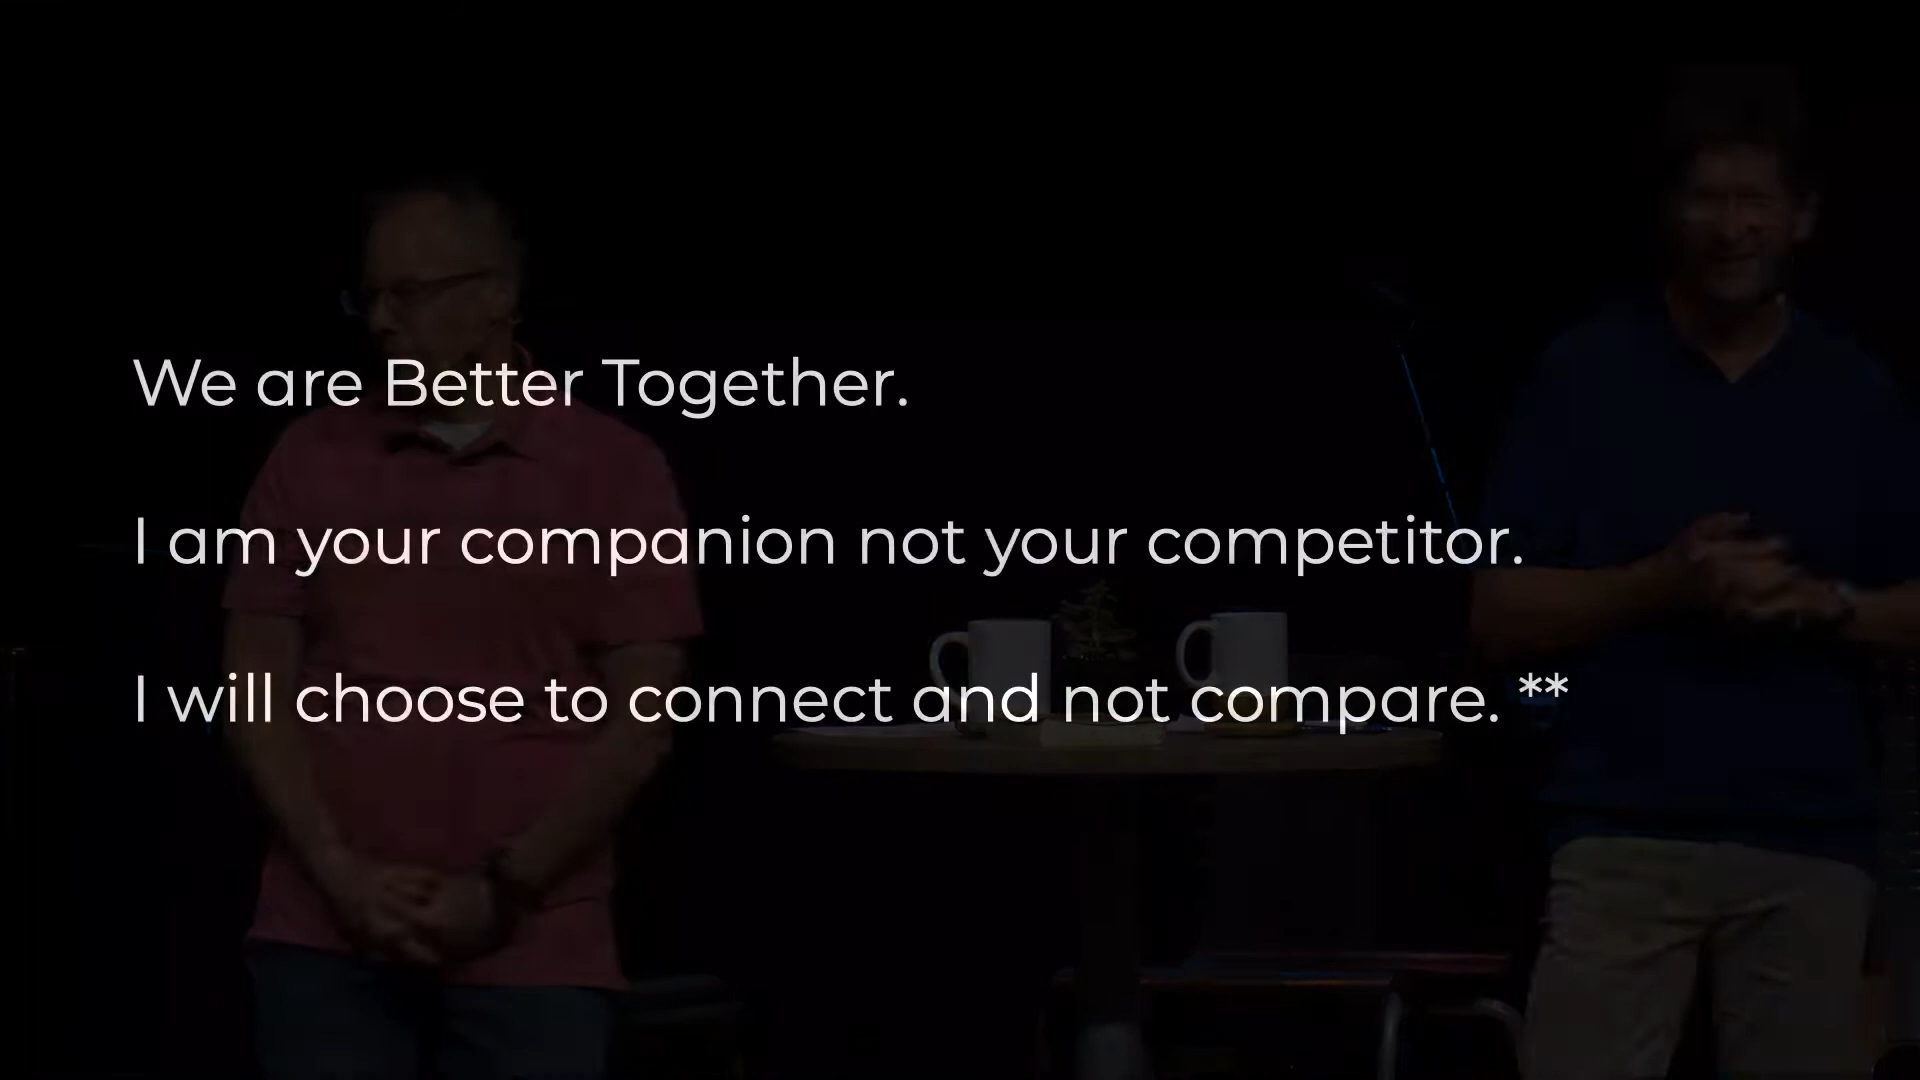 We are Better Together.
I am your companion not your competitor.
I will choose to connect and not compare. **